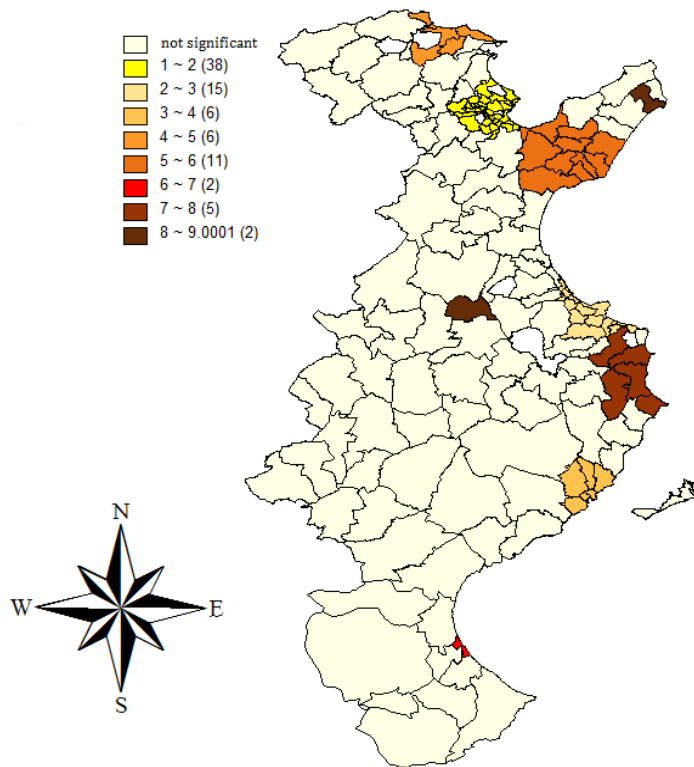 not significant
1 ~ 2 (38)
2 ~ 3 (15)
3 ~ 4 (6)
4 ~ 5 (6)
5 ~ 6 (11)
6 ~ 7 (2)
7 ~ 8 (5)
8 ~ 9.0001 (2)
N
W
E
S